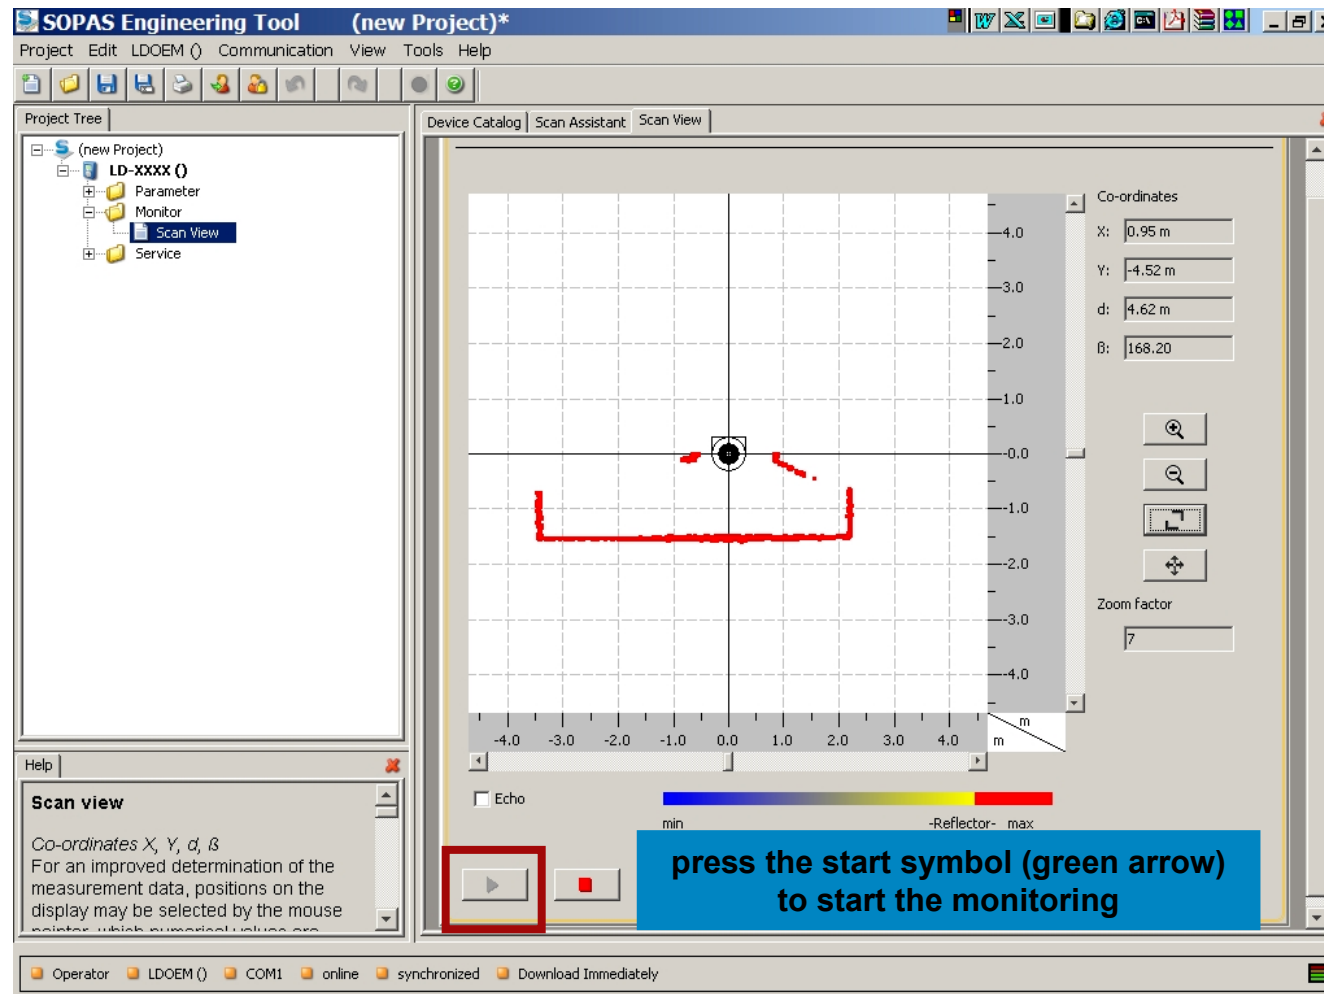 SOPAS Engineering Tool (new Project)*
Project Edit LDOEM () Communication View Tools Help
Project Tree
(new Project)
LD-XXXX ()
Parameter
Monitor
Scan View
Service
Device Catalog Scan Assistant Scan View
Co-ordinates
X: 0.95 m
Y: -4.52 m
d: 4.62 m
ß: 168.20
4.0
3.0
2.0
1.0
-0.0
-1.0
-2.0
-3.0
-4.0
Zoom factor
7
-4.0 -3.0 -2.0 -1.0 0.0 1.0 2.0 3.0 4.0
m
m
Echo
min -Reflector- max
press the start symbol (green arrow)
to start the monitoring
Help
Scan view
Co-ordinates X, Y, d, ß
For an improved determination of the
measurement data, positions on the
display may be selected by the mouse
pointer, which numerical values are
Operator LDOEM () COM1 online synchronized Download Immediately